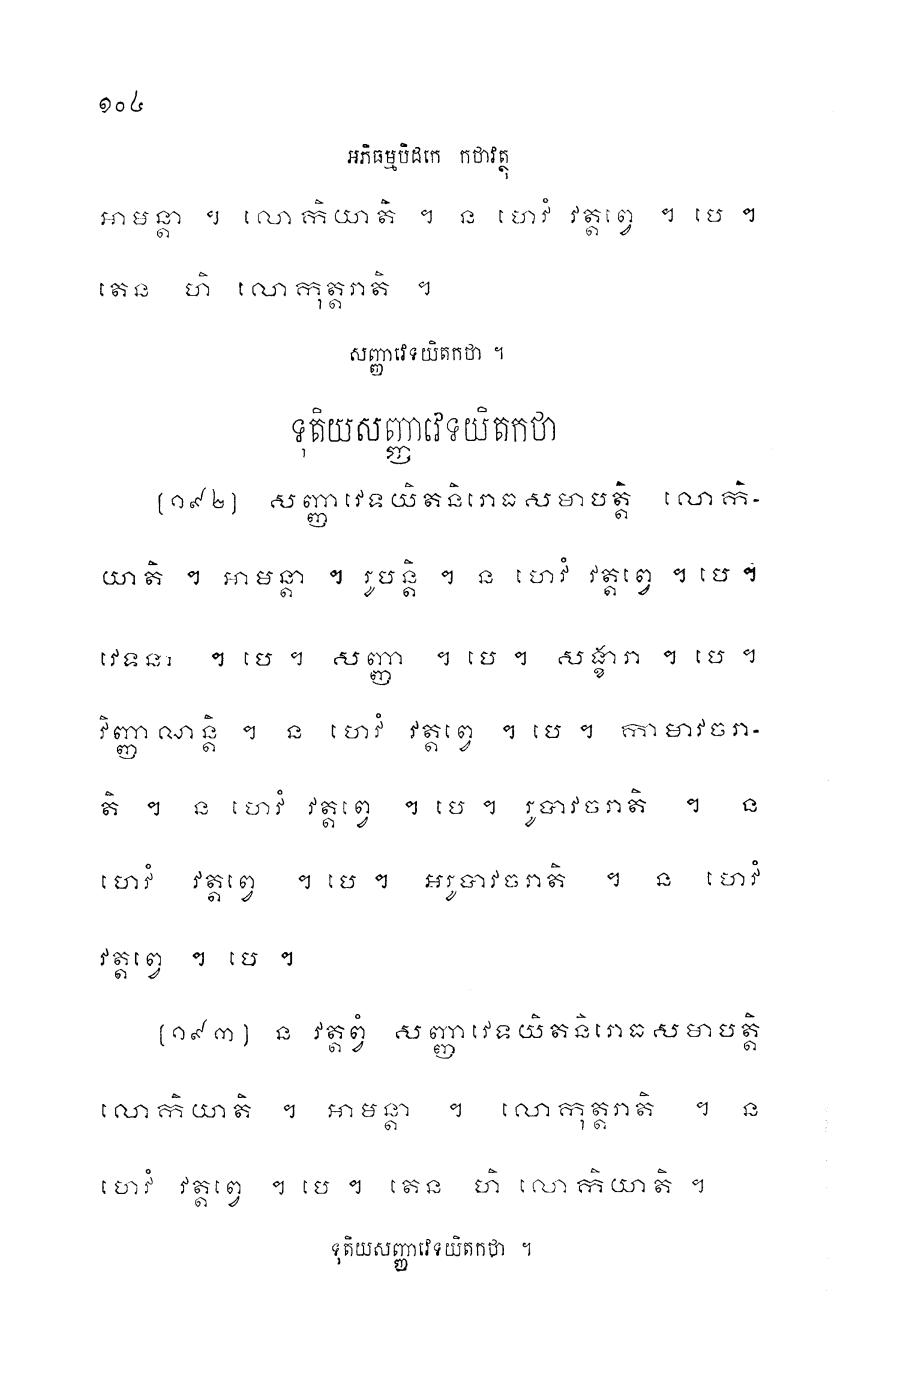 ១០៤
អភិធម្មបិដកេ កថាវត្ថុ
អាមន្តា ។ លោកិយាតិ ។ ន ហេវំ វត្តព្វេ ។ បេ ។
តេន ហិ លោកុត្តរាតិ ។
សញ្ញាវេទយិតកថា ។
ទុតិយសញ្ញាវេទយិតកថា
[១៩២] សញ្ញាវេទយិតនិរោធសមាបត្តិ លោកិ-
យាតិ ។ អាមន្តា ។ រូបន្តិ ។ ន ហេវំ វត្តព្វេ ។ បេ ។
វេទនា ។ បេ ។ សញ្ញា ។ បេ ។ សង្ខារា ។ បេ ។
វិញ្ញាណន្តិ ។ ន ហេវំ វត្តព្វេ ។ បេ ។ កាមាវចរា-
តិ ។ ន ហេវំ វត្តព្វេ ។ បេ ។ រូបាវចរាតិ ។ ន
ហេវំ វត្តព្វេ ។ បេ ។ អរូបាវចរាតិ ។ ន ហេវំ
វត្តព្វេ ។ បេ ។
[១៩៣] ន វត្តព្វំ សញ្ញាវេទយិតនិរោធសមាបត្តិ
លោកិយាតិ ។ អាមន្តា ។ លោកុត្តរាតិ ។ ន
ហេវំ វត្តព្វេ ។ បេ ។ តេន ហិ លោកិយាតិ ។
ទុតិយសញ្ញាវេទយិតកថា ។